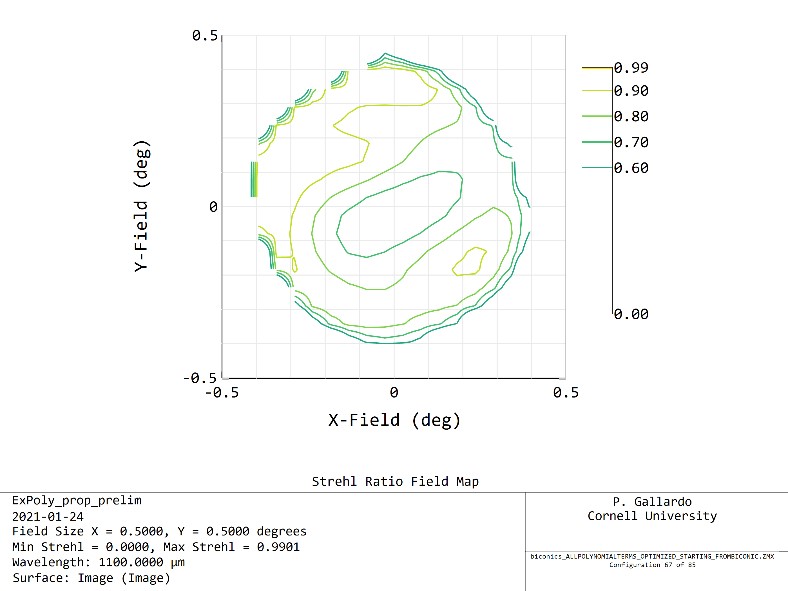 0.5
0
-0.5
Y-Field (deg)
-0.5
0
0.5
X-Field (deg)
0.99
0.90
0.80
0.70
0.60
0.00
Strehl Ratio Field Map
ExPoly_prop_prelim
2021-01-24
Field Size X = 0.5000, Y = 0.5000 degrees
Min Strehl = 0.0000, Max Strehl = 0.9901
Wavelength: 1100.0000 µm
Surface: Image (Image)
P. Gallardo
Cornell University
biconics_ALLPOLYNOMIALTERMS_OPTIMIZED_STARTING_FROMBICONIC.ZMX
Configuration 67 of 85